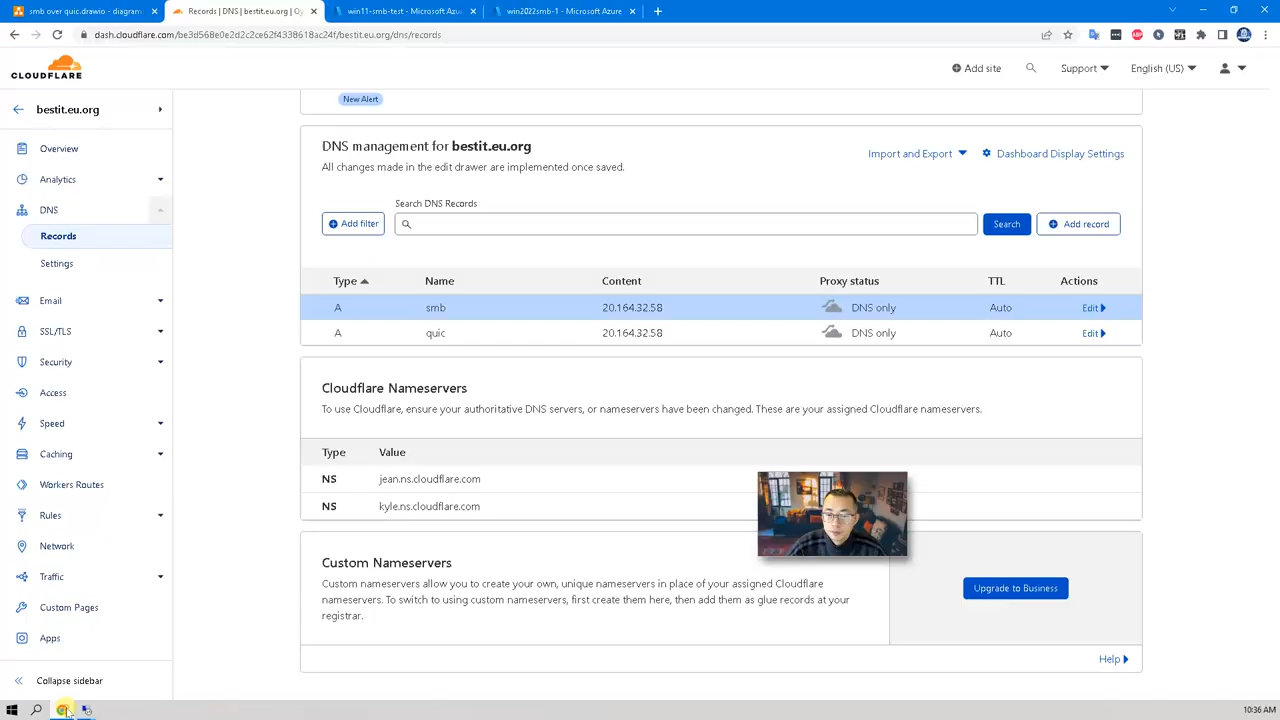 smb over quic.drawio - diagram
Records | DNS | bestit.eu.org |
win11-smb-test - Microsoft Azu
win2022smb-1 - Microsoft Azure
dash.cloudflare.com/be3d568e0e2d2c2ce62f4338618ac24f/bestit.eu.org/dns/records
CLOUDFLARE
Add site
Support
English (US)
bestit.eu.org
Overview
Analytics
DNS
Records
Settings
Email
SSL/TLS
Security
Access
Speed
Caching
Workers Routes
Rules
Network
Traffic
Custom Pages
Apps
Collapse sidebar
New Alert
DNS management for bestit.eu.org
All changes made in the edit drawer are implemented once saved.
Import and Export
Dashboard Display Settings
Search DNS Records
Add filter
Search
Add record
Type Name Content Proxy status TTL Actions
A smb 20.164.32.58 DNS only Auto Edit
A quic 20.164.32.58 DNS only Auto Edit
Cloudflare Nameservers
To use Cloudflare, ensure your authoritative DNS servers, or nameservers have been changed. These are your assigned Cloudflare nameservers.
Type Value
NS jean.ns.cloudflare.com
NS kyle.ns.cloudflare.com
Custom Nameservers
Custom nameservers allow you to create your own, unique nameservers in place of your assigned Cloudflare
nameservers. To switch to using custom nameservers, first create them here, then add them as glue records at your
registrar.
Upgrade to Business
Help
10:36 AM